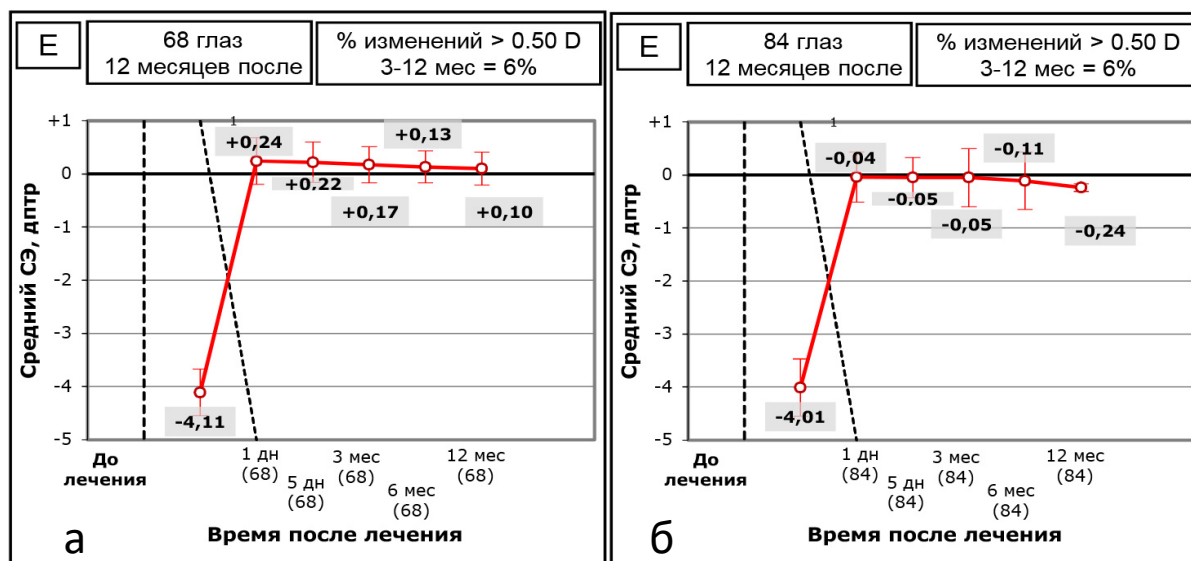 E
68 глаз
12 месяцев после
% изменений > 0.50 D
3-12 мес = 6%
Средний СЭ, дптр
+1
0
-1
-2
-3
-4
-5
1
+0,24
+0,22
+0,17
+0,13
+0,10
-4,11
До
лечения
1 дн
(68)
5 дн
(68)
3 мес
(68)
6 мес
(68)
12 мес
(68)
Время после лечения
а
E
84 глаз
12 месяцев после
% изменений > 0.50 D
3-12 мес = 6%
Средний СЭ, дптр
+1
0
-1
-2
-3
-4
-5
1
-0,04
-0,05
-0,05
-0,11
-0,24
-4,01
До
лечения
1 дн
(84)
5 дн
(84)
3 мес
(84)
6 мес
(84)
12 мес
(84)
Время после лечения
б